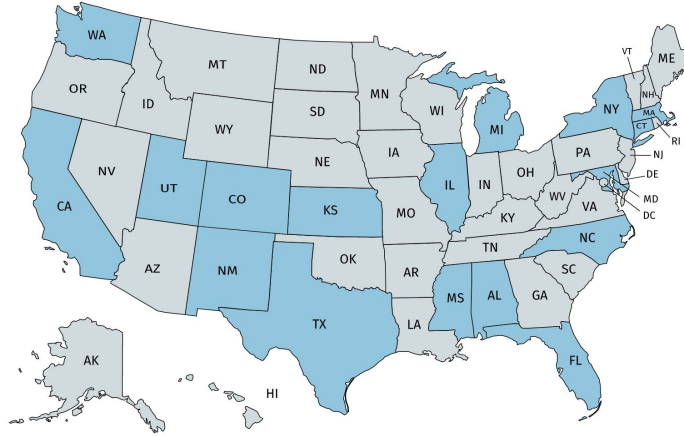 WA
MT
ND
MN
VT
ME
OR
ID
SD
WI
NH
NY
MA
CT
RI
WY
MI
IA
PA
NJ
NV
NE
OH
DE
UT
CO
IL
IN
WV
MD
CA
KS
MO
VA
DC
KY
NC
TN
AZ
NM
OK
AR
SC
MS
AL
GA
TX
LA
AK
FL
HI